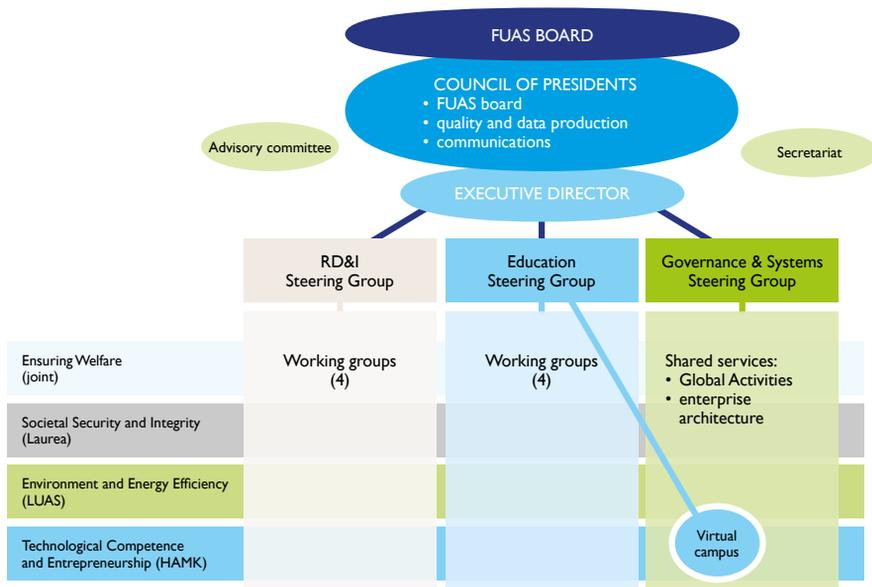 FUAS BOARD
COUNCIL OF PRESIDENTS
• FUAS board
• quality and data production
• communications
Advisory committee
Secretariat
EXECUTIVE DIRECTOR
RD&I
Steering Group
Education
Steering Group
Governance & Systems
Steering Group
Ensuring Welfare
(joint)
Working groups
(4)
Working groups
(4)
Shared services:
• Global Activities
• enterprise
architecture
Societal Security and Integrity
(Laurea)
Environment and Energy Efficiency
(LUAS)
Technological Competence
and Entrepreneurship (HAMK)
Virtual
campus